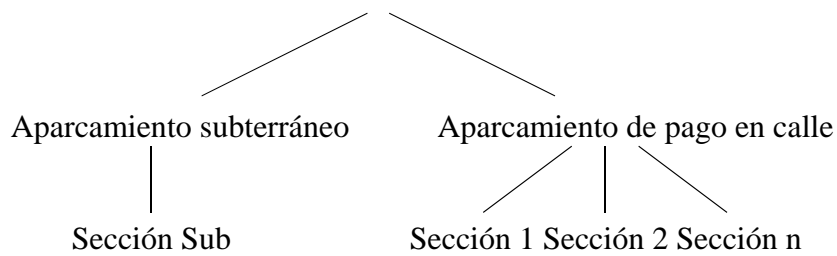 Aparcamiento subterráneo Aparcamiento de pago en calle
Sección Sub Sección 1 Sección 2 Sección n